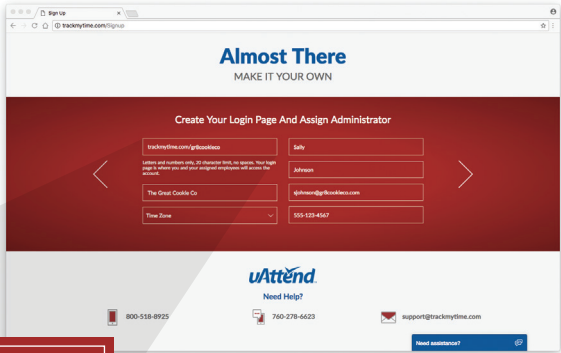 Sign Up
trackmytime.com/Signup
Almost There
MAKE IT YOUR OWN
Create Your Login Page And Assign Administrator
trackmytime.com/gr8cookieco
Sally
Letters and numbers only, 20 character limit, no spaces. Your login
page is where you and your assigned employees will access the
account.
Johnson
The Great Cookie Co
sjohnson@gr8cookieco.com
Time Zone
555-123-4567
uAttend
Need Help?
800-518-8925
760-278-6623
support@trackmytime.com
Need assistance?